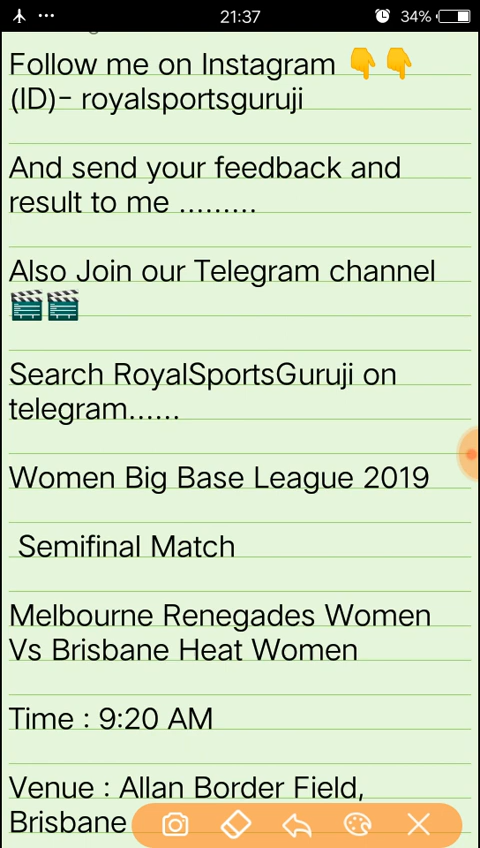 21:37
34%
Follow me on Instagram 👇👇
(ID)- royalsportsguruji
And send your feedback and
result to me .........
Also Join our Telegram channel
🎬🎬
Search RoyalSportsGuruji on
telegram......
Women Big Base League 2019
Semifinal Match
Melbourne Renegades Women
Vs Brisbane Heat Women
Time : 9:20 AM
Venue : Allan Border Field,
Brisbane